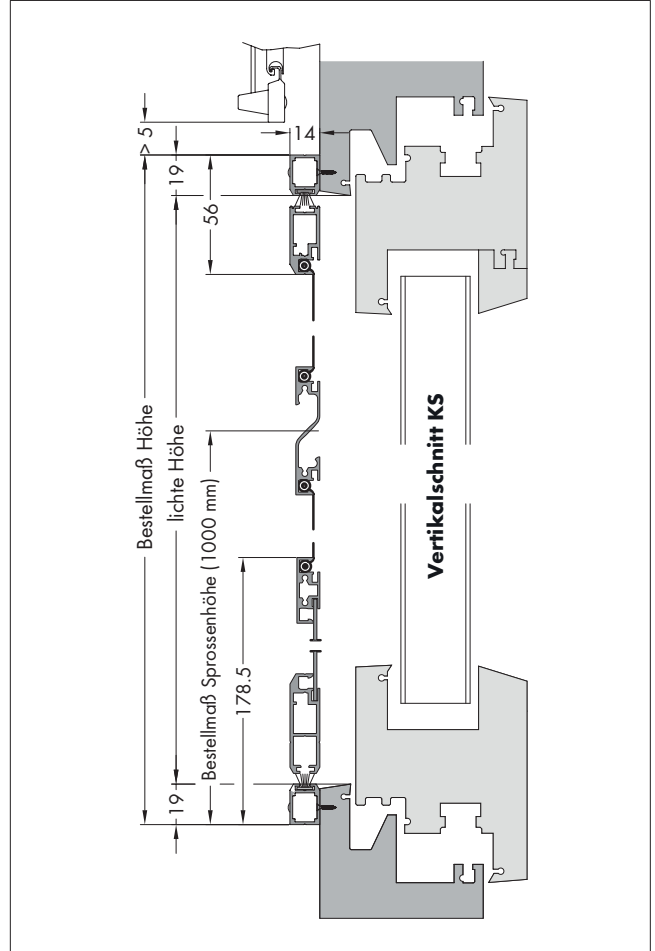 > 5
14
19
56
Bestellmaß Höhe
lichte Höhe
Bestellmaß Sprossenhöhe (1000 mm)
Vertikalschnitt KS
178.5
19